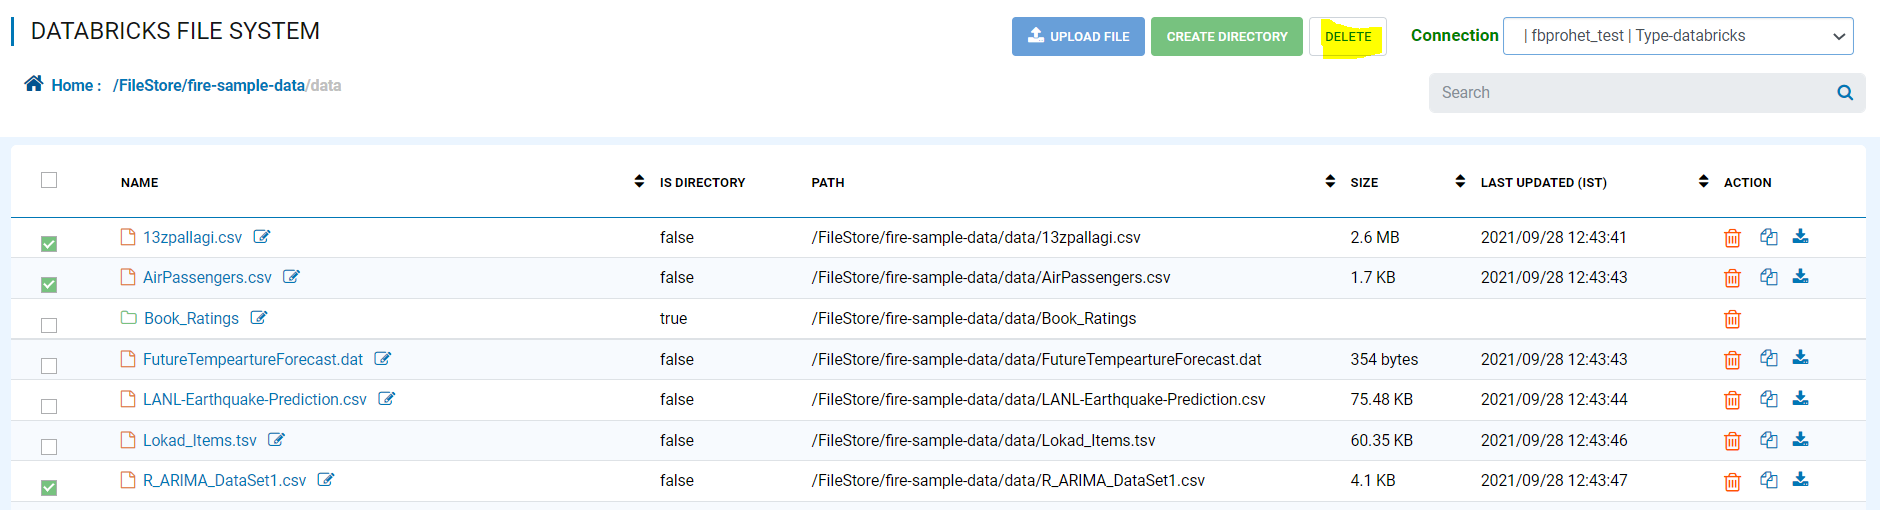 DATABRICKS FILE SYSTEM
UPLOAD FILE CREATE DIRECTORY DELETE Connection | fbprohet_test | Type-databricks
Home : /FileStore/fire-sample-data/data
Search
NAME IS DIRECTORY PATH SIZE LAST UPDATED (IST) ACTION
13zpallagi.csv false /FileStore/fire-sample-data/data/13zpallagi.csv 2.6 MB 2021/09/28 12:43:41
AirPassengers.csv false /FileStore/fire-sample-data/data/AirPassengers.csv 1.7 KB 2021/09/28 12:43:43
Book_Ratings true /FileStore/fire-sample-data/data/Book_Ratings
FutureTempeartureForecast.dat false /FileStore/fire-sample-data/data/FutureTempeartureForecast.dat 354 bytes 2021/09/28 12:43:43
LANL-Earthquake-Prediction.csv false /FileStore/fire-sample-data/data/LANL-Earthquake-Prediction.csv 75.48 KB 2021/09/28 12:43:44
Lokad_Items.tsv false /FileStore/fire-sample-data/data/Lokad_Items.tsv 60.35 KB 2021/09/28 12:43:46
R_ARIMA_DataSet1.csv false /FileStore/fire-sample-data/data/R_ARIMA_DataSet1.csv 4.1 KB 2021/09/28 12:43:47